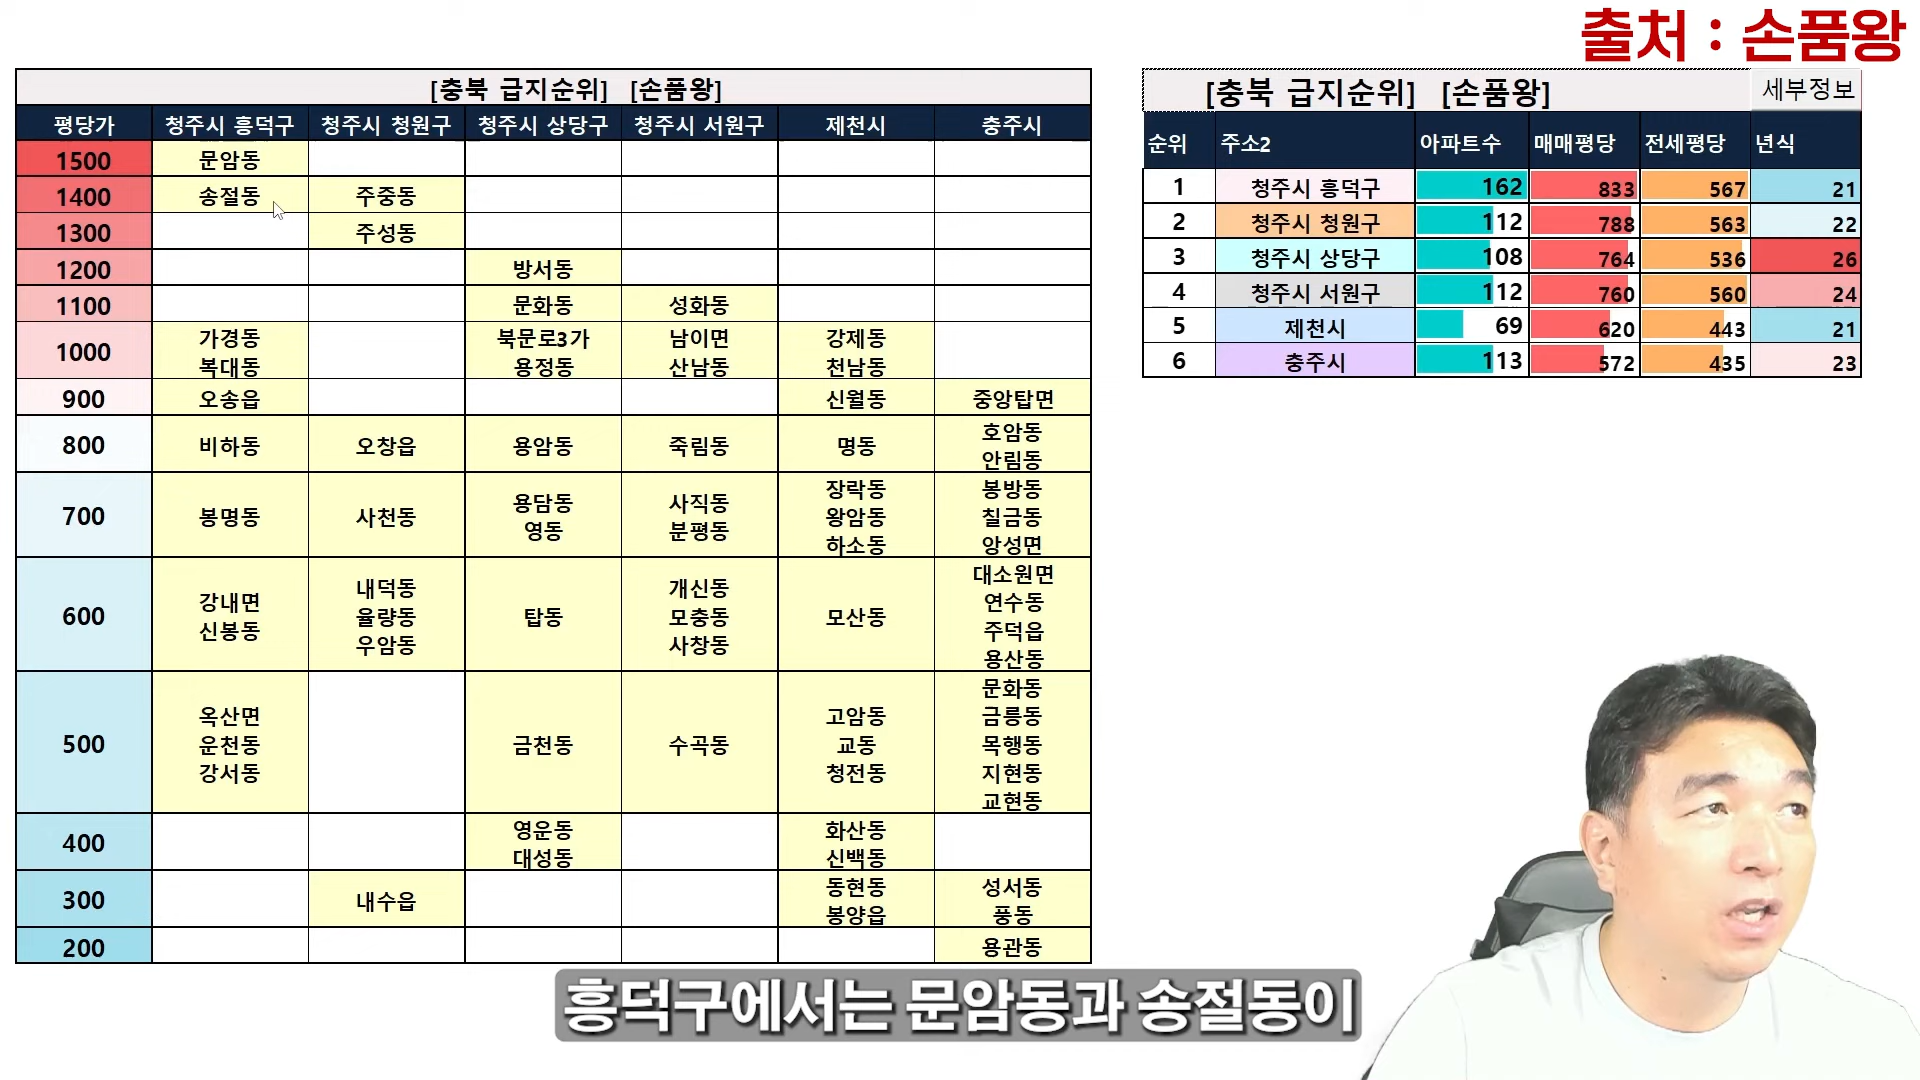 출처 : 손품왕
[충북 급지순위] [손품왕]
평당가 청주시 흥덕구 청주시 청원구 청주시 상당구 청주시 서원구 제천시 충주시
1500 문암동
1400 송절동 주중동
1300 주성동
1200 방서동
1100 문화동 성화동
1000 가경동 북문로3가 남이면 강제동
복대동 용정동 산남동 천남동
900 오송읍 신월동 중앙탑면
800 비하동 오창읍 용암동 죽림동 명동 호암동
안림동
700 봉명동 사천동 용담동 사직동 장락동 봉방동
영동 분평동 왕암동 칠금동
하소동 앙성면
600 강내면 내덕동 탑동 개신동 모산동 대소원면
신봉동 율량동 모충동 연수동
우암동 사창동 주덕읍
용산동
500 옥산면 금천동 수곡동 고암동 문화동
운천동 교동 금릉동
강서동 청전동 목행동
지현동
교현동
400 영운동 화산동
대성동 신백동
300 내수읍 동현동 성서동
봉양읍 풍동
200 용관동
[충북 급지순위] [손품왕] 세부정보
순위 주소2 아파트수 매매평당 전세평당 년식
1 청주시 흥덕구 162 833 567 21
2 청주시 청원구 112 788 563 22
3 청주시 상당구 108 764 536 26
4 청주시 서원구 112 760 560 24
5 제천시 69 620 443 21
6 충주시 113 572 435 23
흥덕구에서는 문암동과 송절동이